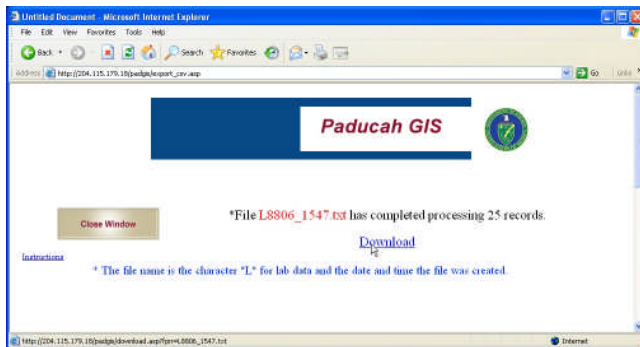 Untitled Document - Microsoft Internet Explorer
File Edit View Favorites Tools Help
Back Search Favorites
Address http://204.115.179.18/padgis/export_csv.asp Go Links
Paducah GIS
Close Window
*File L8806_1547.txt has completed processing 25 records.
Download
Instructions
* The file name is the character "L" for lab data and the date and time the file was created.
http://204.115.179.18/padgis/download.asp?fpn=L8806_1547.txt Internet